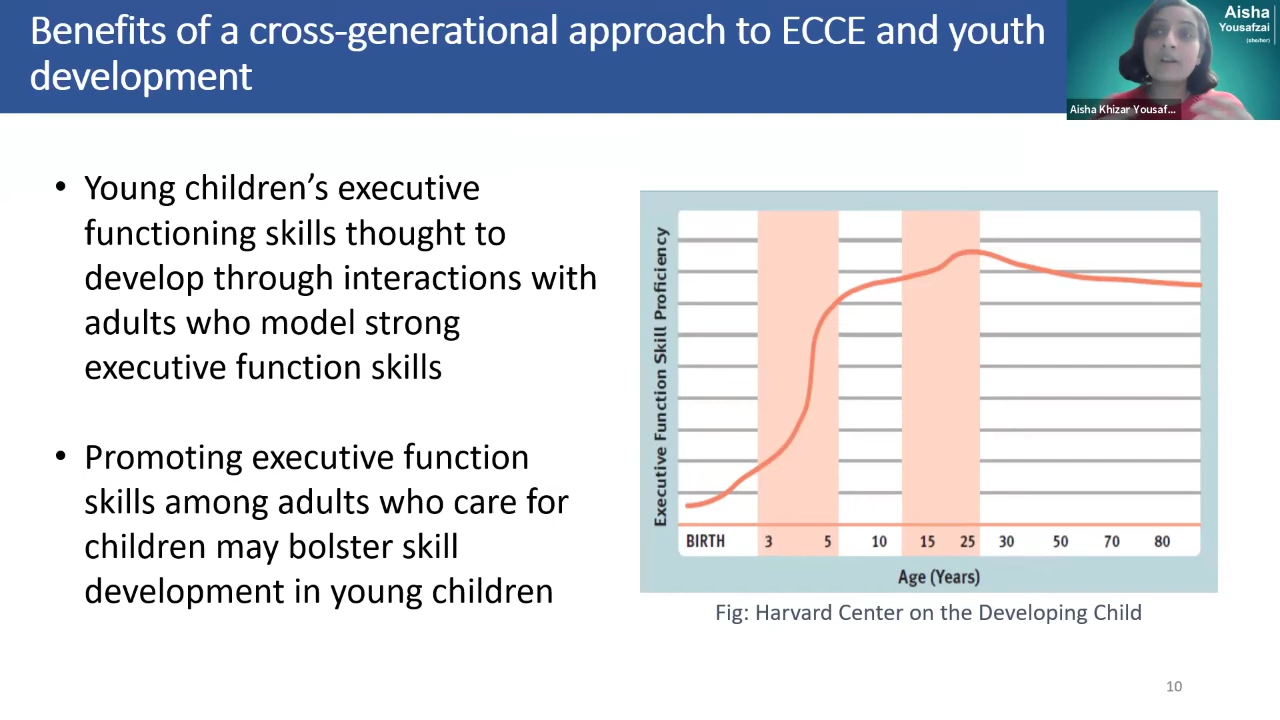 Benefits of a cross-generational approach to ECCE and youth
development
Aisha
Yousafzai
(she/her)
Aisha Khizar Yousaf...
• Young children's executive
functioning skills thought to
develop through interactions with
adults who model strong
executive function skills
• Promoting executive function
skills among adults who care for
children may bolster skill
development in young children
Executive Function Skill Proficiency
BIRTH 3 5 10 15 25 30 50 70 80
Age (Years)
Fig: Harvard Center on the Developing Child
10